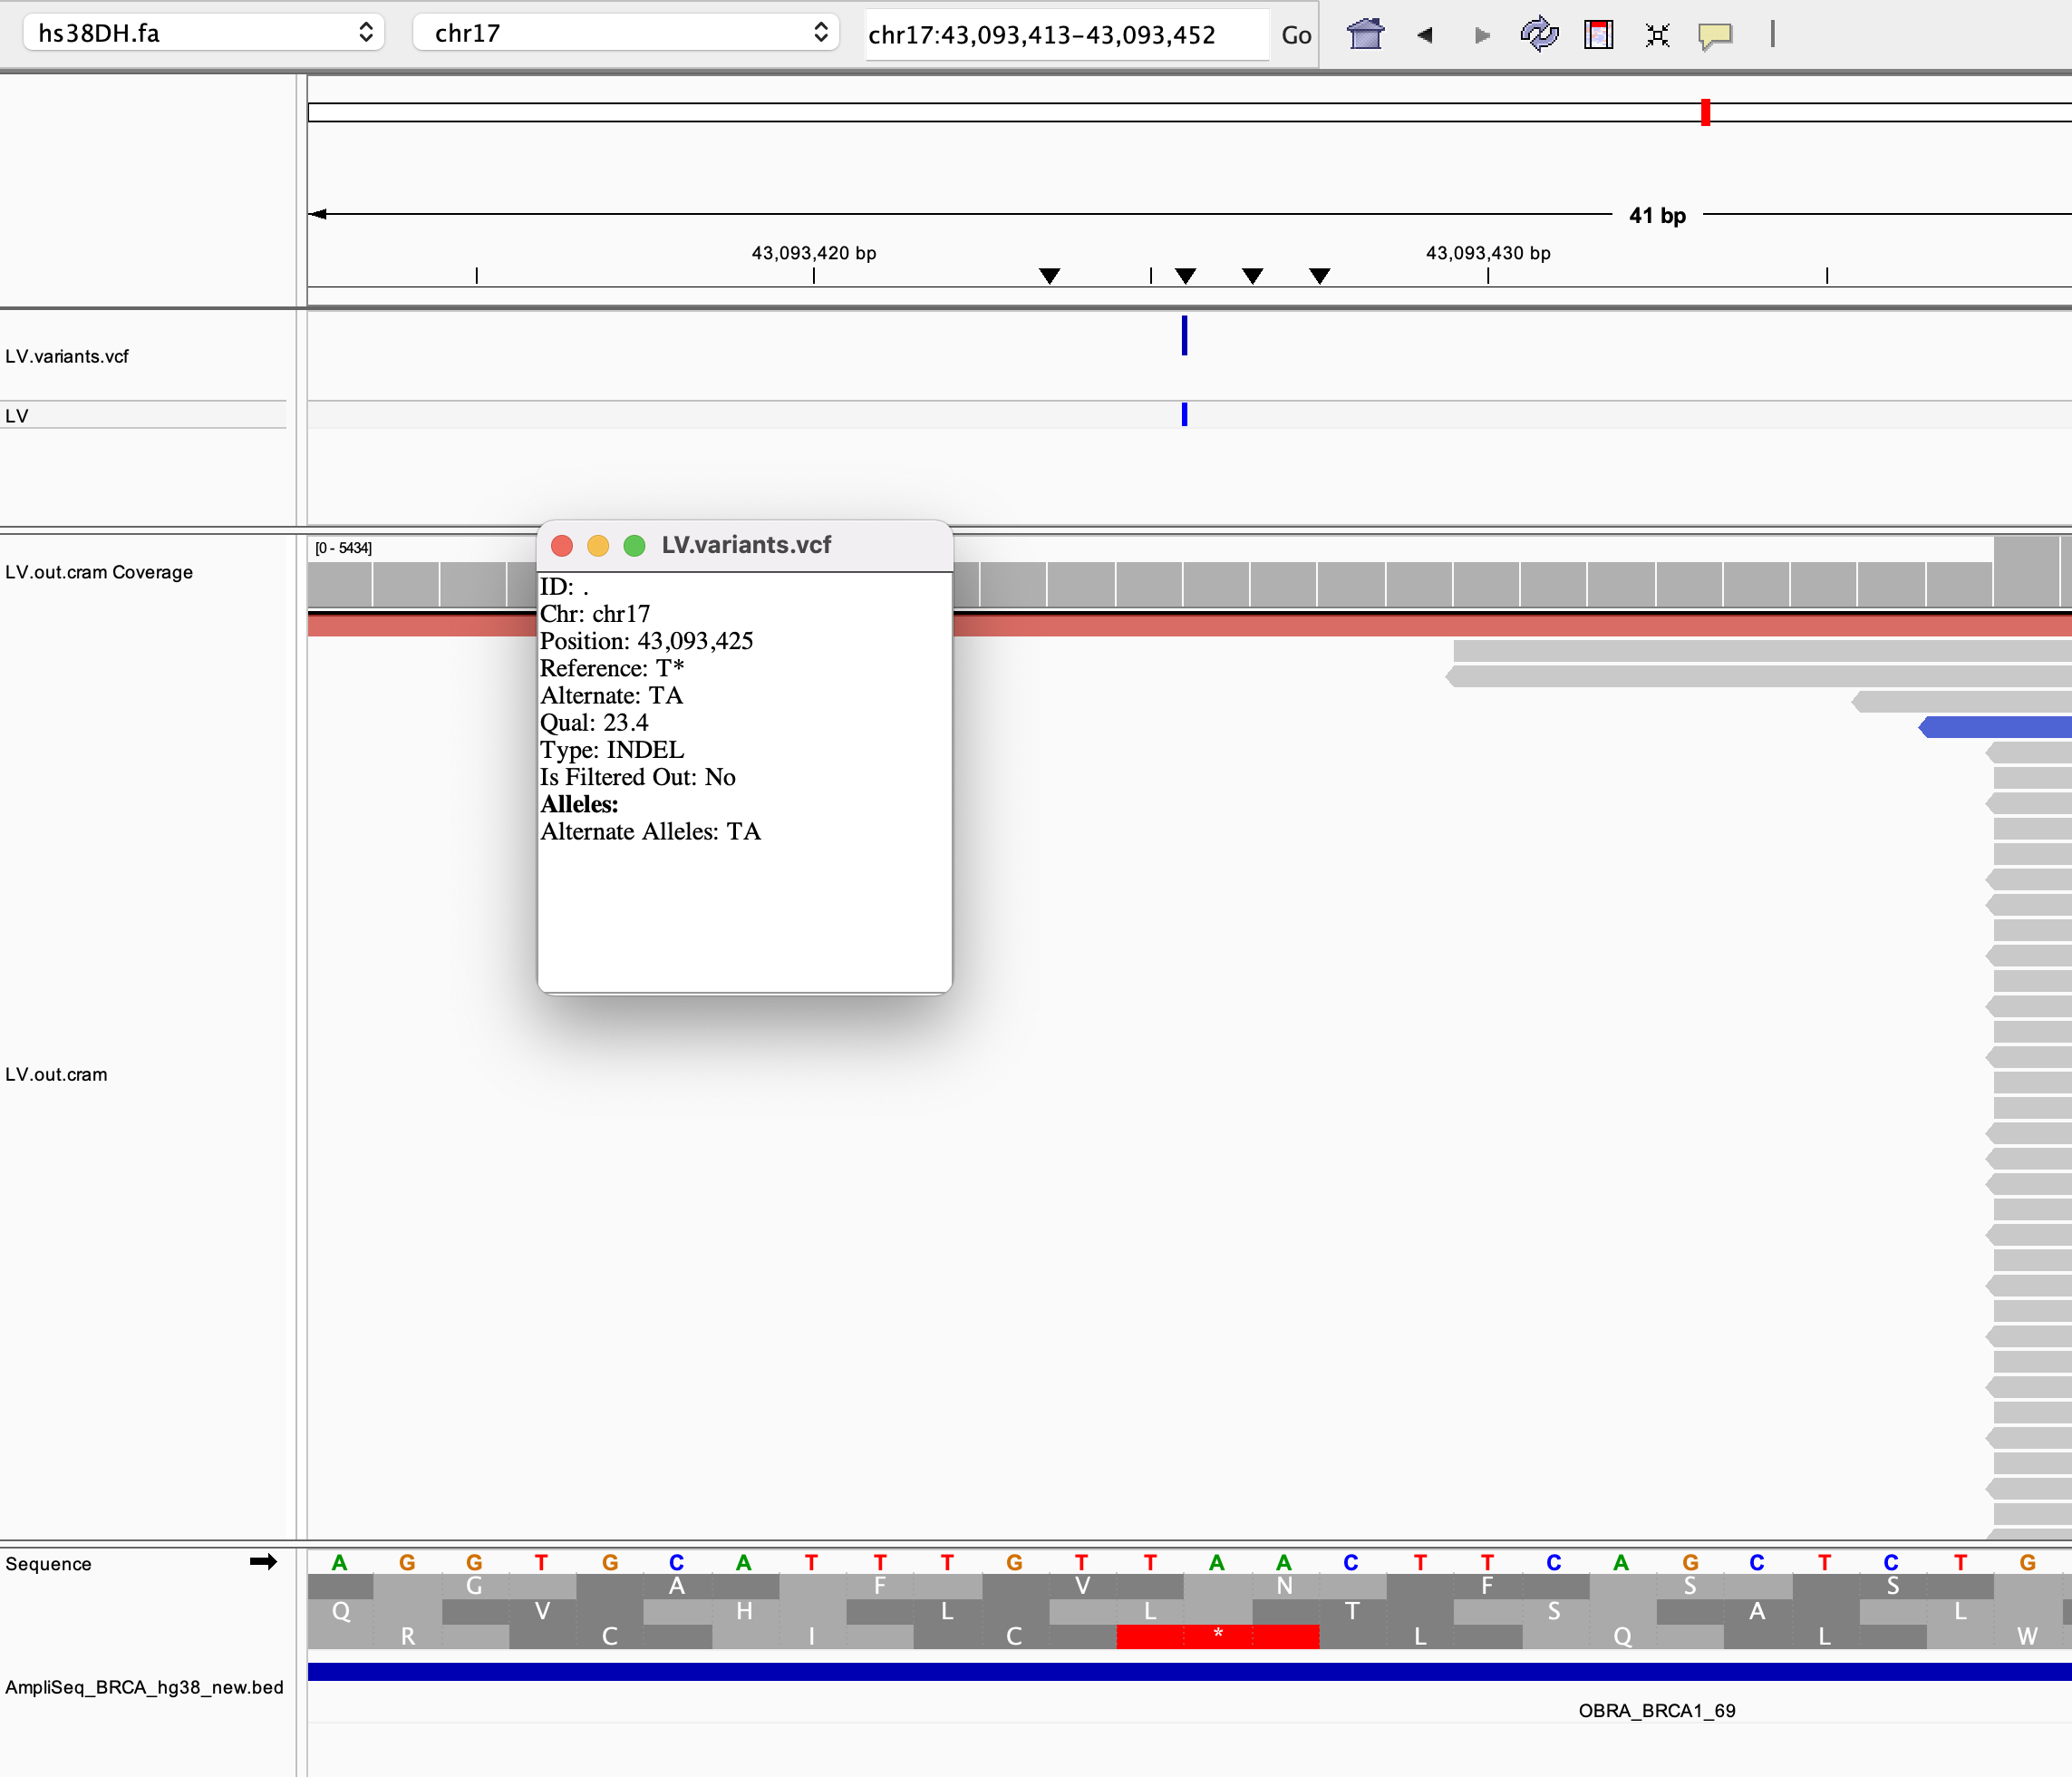 hs38DH.fa chr17 chr17:43,093,413-43,093,452 Go
41 bp
43,093,420 bp 43,093,430 bp
LV.variants.vcf
LV
LV.variants.vcf
[0 - 5434]
LV.out.cram Coverage
ID: .
Chr: chr17
Position: 43,093,425
Reference: T*
Alternate: TA
Qual: 23.4
Type: INDEL
Is Filtered Out: No
Alleles:
Alternate Alleles: TA
LV.out.cram
Sequence A G G T G C A T T T G T T A A C T T C A G C T C T G
G A F V N F S S
Q V H L L T S A L
R C I C * L Q L W
AmpliSeq_BRCA_hg38_new.bed
OBRA_BRCA1_69